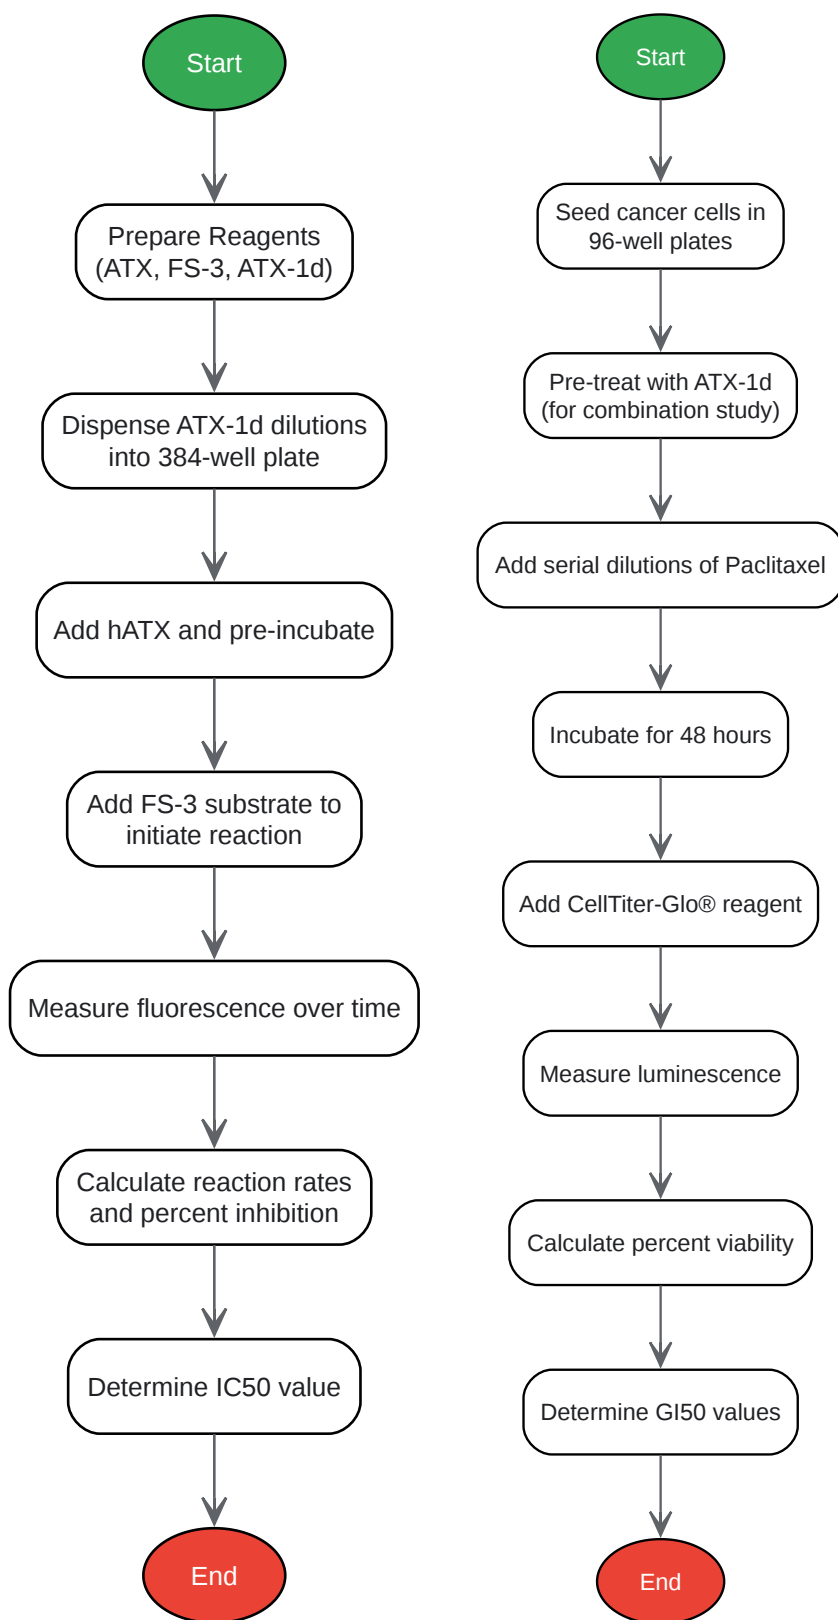 Start
Prepare Reagents
(ATX, FS-3, ATX-1d)
Dispense ATX-1d dilutions
into 384-well plate
Add hATX and pre-incubate
Add FS-3 substrate to
initiate reaction
Measure fluorescence over time
Calculate reaction rates
and percent inhibition
Determine IC50 value
End
Start
Seed cancer cells in
96-well plates
Pre-treat with ATX-1d
(for combination study)
Add serial dilutions of Paclitaxel
Incubate for 48 hours
Add CellTiter-Glo® reagent
Measure luminescence
Calculate percent viability
Determine GI50 values
End